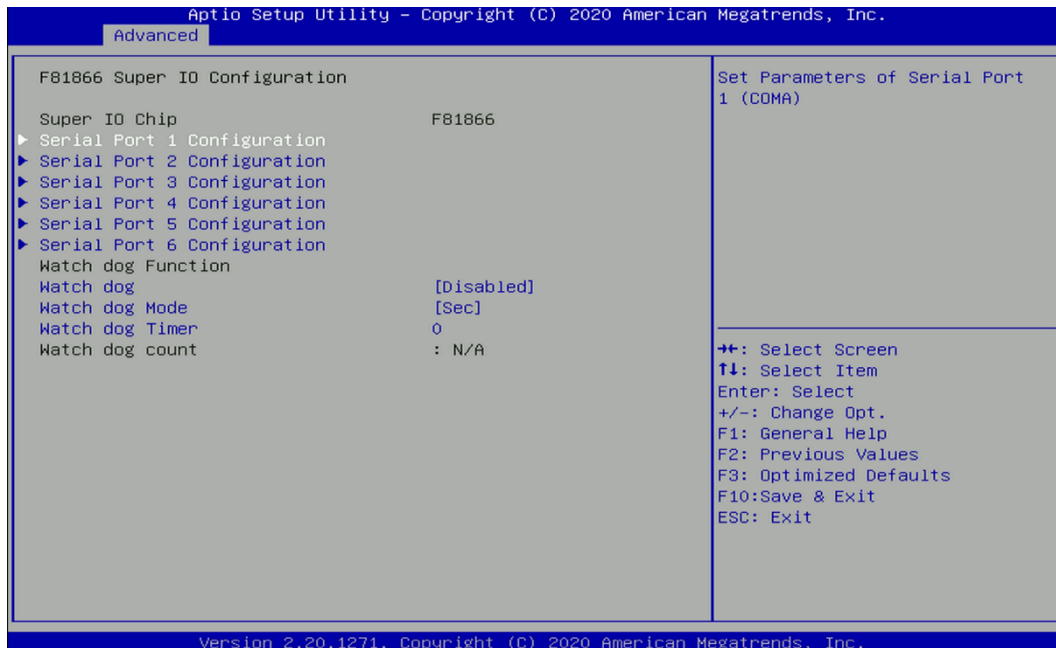 Aptio Setup Utility – Copyright (C) 2020 American Megatrends, Inc.
Advanced
F81866 Super IO Configuration
Super IO Chip F81866
▶ Serial Port 1 Configuration
▶ Serial Port 2 Configuration
▶ Serial Port 3 Configuration
▶ Serial Port 4 Configuration
▶ Serial Port 5 Configuration
▶ Serial Port 6 Configuration
Watch dog Function
Watch dog [Disabled]
Watch dog Mode [Sec]
Watch dog Timer 0
Watch dog count : N/A
Set Parameters of Serial Port
1 (COMA)
→←: Select Screen
↑↓: Select Item
Enter: Select
+/-: Change Opt.
F1: General Help
F2: Previous Values
F3: Optimized Defaults
F10:Save & Exit
ESC: Exit
Version 2.20.1271. Copyright (C) 2020 American Megatrends, Inc.